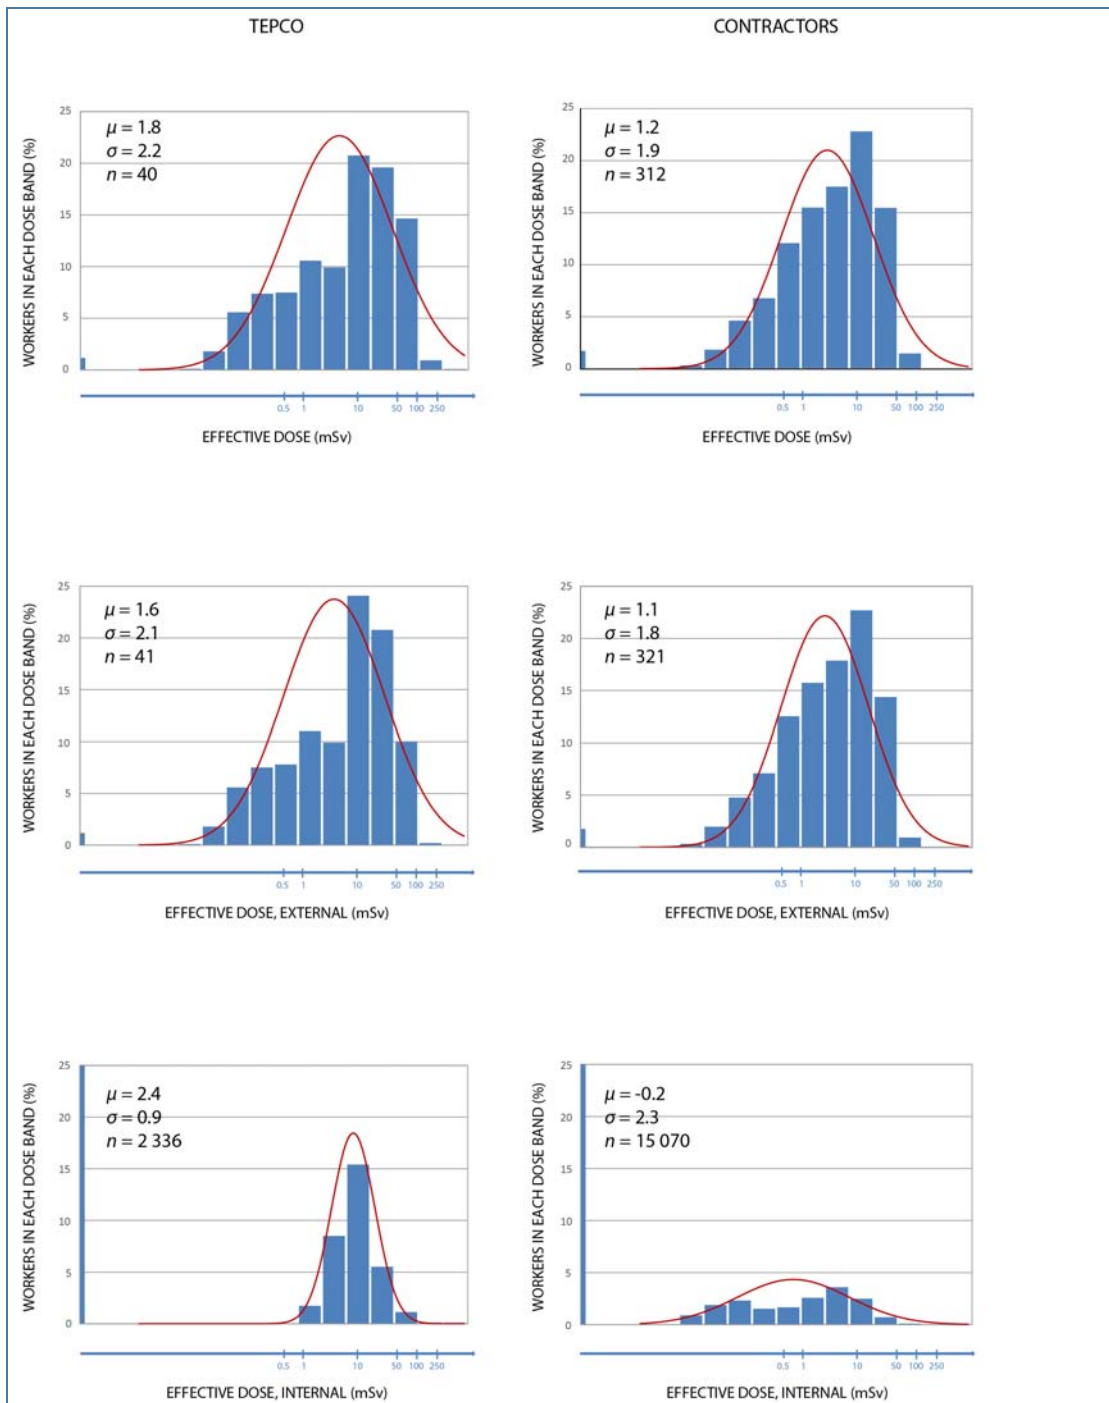 TEPCO
CONTRACTORS
WORKERS IN EACH DOSE BAND (%)
25
20
15
10
5
0
μ = 1.8
σ = 2.2
n = 40
0.5 1 10 50 100 250
EFFECTIVE DOSE (mSv)
WORKERS IN EACH DOSE BAND (%)
25
20
15
10
5
0
μ = 1.2
σ = 1.9
n = 312
0.5 1 10 50 100 250
EFFECTIVE DOSE (mSv)
WORKERS IN EACH DOSE BAND (%)
25
20
15
10
5
0
μ = 1.6
σ = 2.1
n = 41
0.5 1 10 50 100 250
EFFECTIVE DOSE, EXTERNAL (mSv)
WORKERS IN EACH DOSE BAND (%)
25
20
15
10
5
0
μ = 1.1
σ = 1.8
n = 321
0.5 1 10 50 100 250
EFFECTIVE DOSE, EXTERNAL (mSv)
WORKERS IN EACH DOSE BAND (%)
25
20
15
10
5
0
μ = 2.4
σ = 0.9
n = 2 336
0.5 1 10 50 100 250
EFFECTIVE DOSE, INTERNAL (mSv)
WORKERS IN EACH DOSE BAND (%)
25
20
15
10
5
0
μ = -0.2
σ = 2.3
n = 15 070
0.5 1 10 50 100 250
EFFECTIVE DOSE, INTERNAL (mSv)